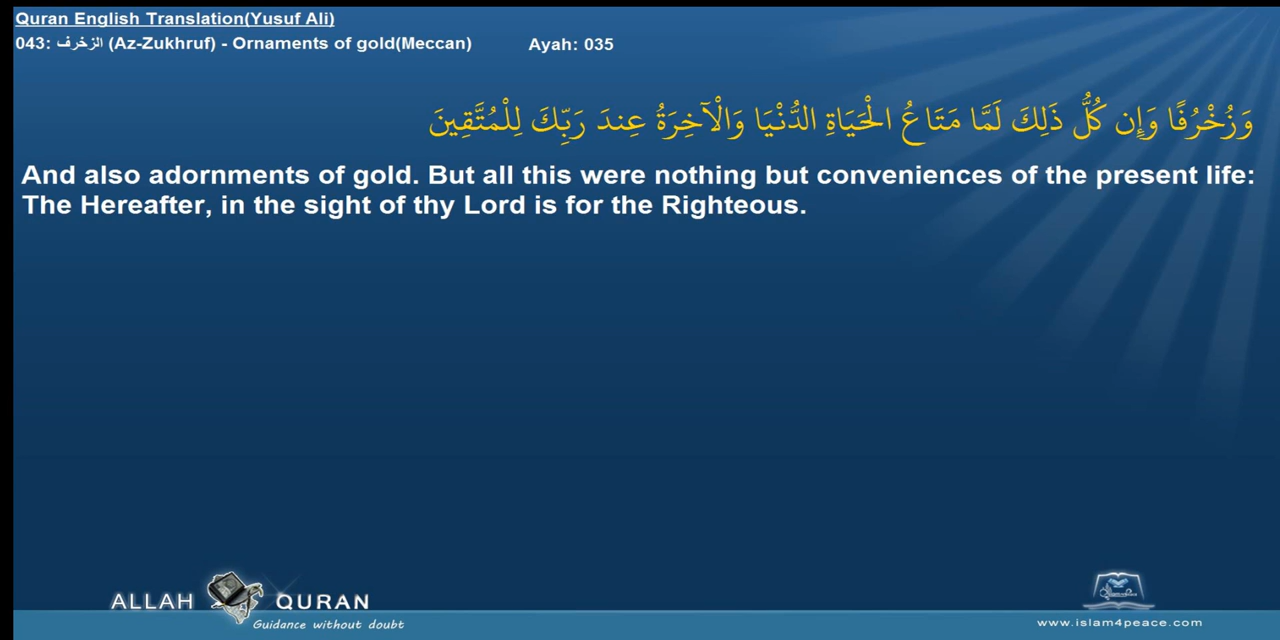 Quran English Translation(Yusuf Ali)
043: الزخرف (Az-Zukhruf) - Ornaments of gold(Meccan) Ayah: 035
وَزُخْرُفًا وَإِن كُلُّ ذَٰلِكَ لَمَّا مَتَاعُ الْحَيَاةِ الدُّنْيَا وَالْآخِرَةُ عِندَ رَبِّكَ لِلْمُتَّقِينَ
And also adornments of gold. But all this were nothing but conveniences of the present life:
The Hereafter, in the sight of thy Lord is for the Righteous.
ALLAH QURAN
Guidance without doubt
www.islam4peace.com